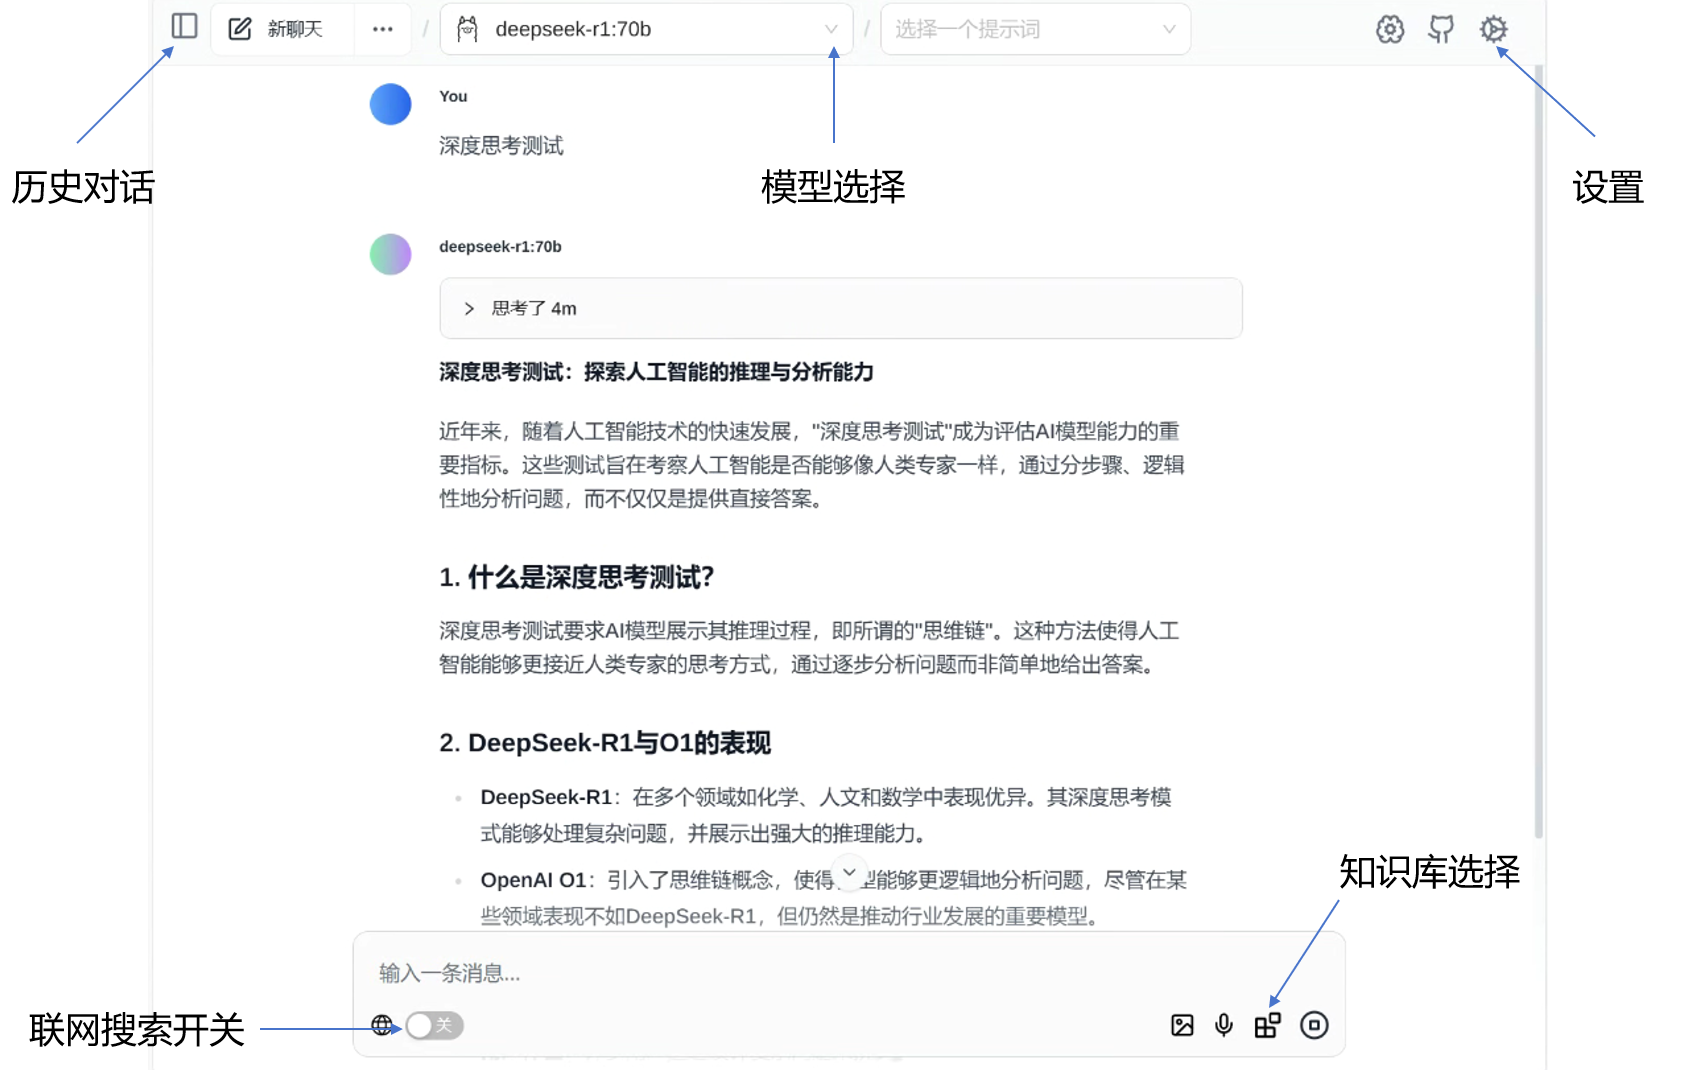 新聊天
deepseek-r1:70b
选择一个提示词
历史对话
模型选择
设置
You
深度思考测试
deepseek-r1:70b
思考了 4m
深度思考测试：探索人工智能的推理与分析能力
近年来，随着人工智能技术的快速发展，"深度思考测试"成为评估AI模型能力的重
要指标。这些测试旨在考察人工智能是否能够像人类专家一样，通过分步骤、逻辑
性地分析问题，而不仅仅是提供直接答案。
1. 什么是深度思考测试？
深度思考测试要求AI模型展示其推理过程，即所谓的"思维链"。这种方法使得人工
智能能够更接近人类专家的思考方式，通过逐步分析问题而非简单地给出答案。
2. DeepSeek-R1与O1的表现
DeepSeek-R1：在多个领域如化学、人文和数学中表现优异。其深度思考模
式能够处理复杂问题，并展示出强大的推理能力。
OpenAI O1：引入了思维链概念，使得 型能够更逻辑地分析问题，尽管在某
些领域表现不如DeepSeek-R1，但仍然是推动行业发展的重要模型。
知识库选择
输入一条消息...
联网搜索开关
关